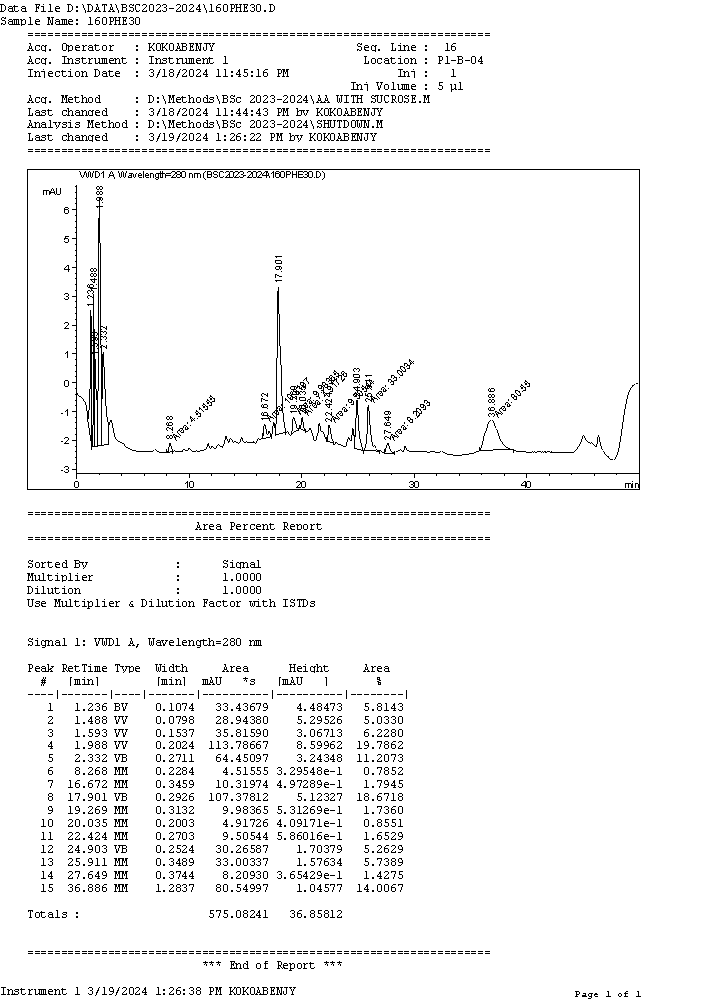 Data File D:\DATA\BSC2023-2024\160PHE30.D
Sample Name: 160PHE30
=====================================================================
Acq. Operator : KOKOABENJY Seq. Line : 16
Acq. Instrument : Instrument 1 Location : P1-B-04
Injection Date : 3/18/2024 11:45:16 PM Inj : 1
Inj Volume : 5 µl
Acq. Method : D:\Methods\BSc 2023-2024\AA WITH SUCROSE.M
Last changed : 3/18/2024 11:44:43 PM by KOKOABENJY
Analysis Method : D:\Methods\BSc 2023-2024\SHUTDOWN.M
Last changed : 3/19/2024 1:26:22 PM by KOKOABENJY
=====================================================================
VWD1 A, Wavelength=280 nm (BSC2023-2024\160PHE30.D)
mAU
6
5
4
3
2
1
0
-1
-2
-3
1.988
2.332
8.268
Area: 4.51555
16.672
17.901
27.649
Area: 8.2093
Area: 33.0034
36.886
Area: 80.55
0 10 20 30 40 min
=====================================================================
Area Percent Report
=====================================================================
Sorted By : Signal
Multiplier : 1.0000
Dilution : 1.0000
Use Multiplier & Dilution Factor with ISTDs
Signal 1: VWD1 A, Wavelength=280 nm
Peak RetTime Type Width Area Height Area
# [min] [min] mAU *s [mAU ] %
----|-------|----|-------|----------|----------|--------|
1 1.236 BV 0.1074 33.43679 4.48473 5.8143
2 1.488 VV 0.0798 28.94380 5.29526 5.0330
3 1.593 VV 0.1537 35.81590 3.06713 6.2280
4 1.988 VV 0.2024 113.78667 8.59962 19.7862
5 2.332 VB 0.2711 64.45097 3.24348 11.2073
6 8.268 MM 0.2284 4.51555 3.29548e-1 0.7852
7 16.672 MM 0.3459 10.31974 4.97289e-1 1.7945
8 17.901 VB 0.2926 107.37812 5.12327 18.6718
9 19.269 MM 0.3132 9.98365 5.31269e-1 1.7360
10 20.035 MM 0.2003 4.91726 4.09171e-1 0.8551
11 22.424 MM 0.2703 9.50544 5.86016e-1 1.6529
12 24.903 VB 0.2524 30.26587 1.70379 5.2629
13 25.911 MM 0.3489 33.00337 1.57634 5.7389
14 27.649 MM 0.3744 8.20930 3.65429e-1 1.4275
15 36.886 MM 1.2837 80.54997 1.04577 14.0067
Totals : 575.08241 36.85812
=====================================================================
*** End of Report ***
Instrument 1 3/19/2024 1:26:38 PM KOKOABENJY Page 1 of 1